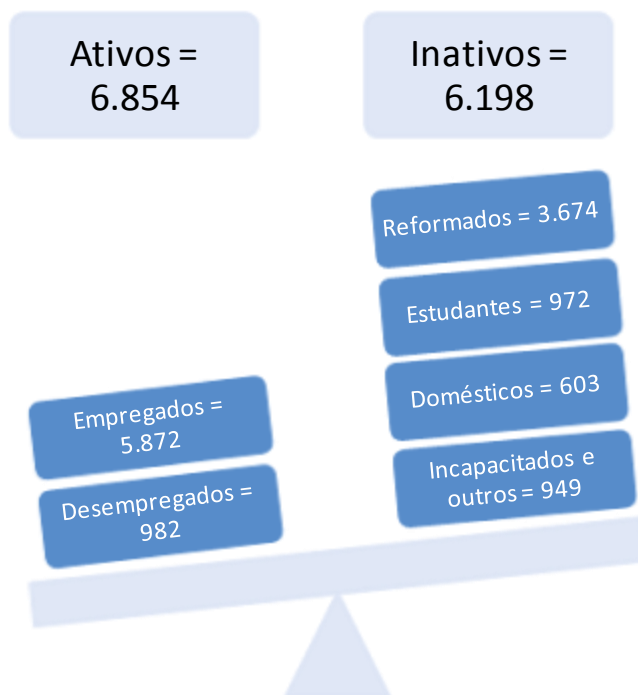 Ativos =
6.854
Inativos =
6.198
Reformados = 3.674
Estudantes = 972
Domésticos = 603
Incapacitados e
outros = 949
Empregados =
5.872
Desempregados =
982